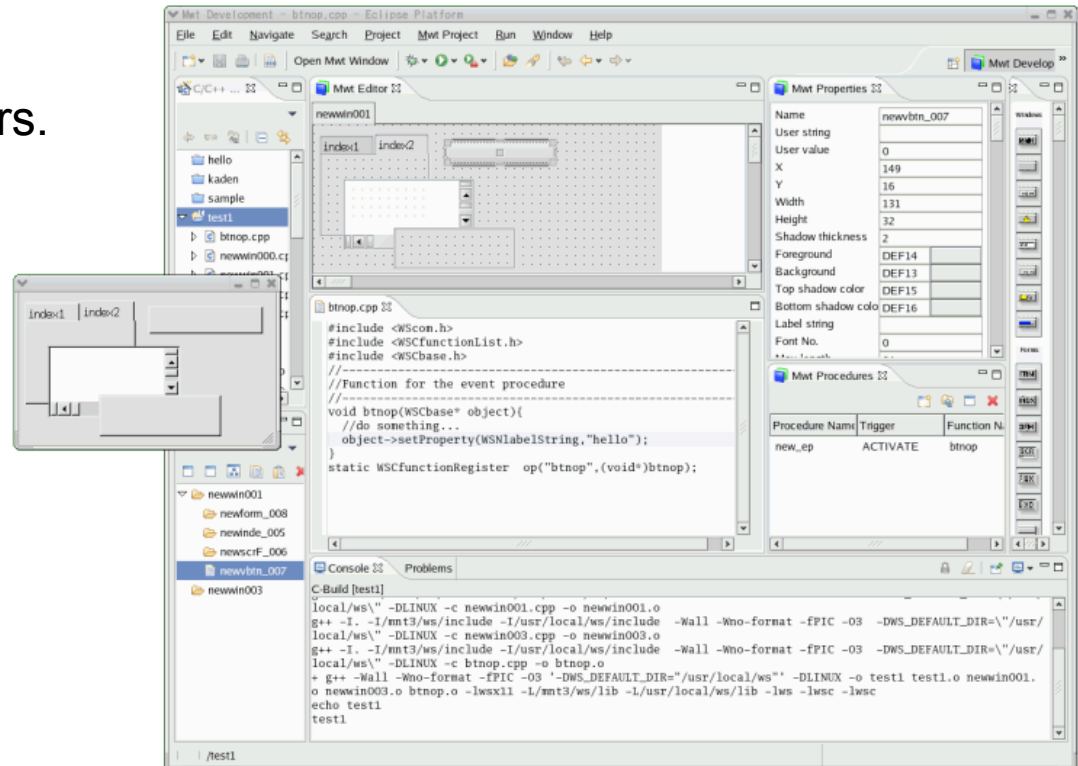 rs.
Mwt Development - btnop.cpp - Eclipse Platform
File Edit Navigate Search Project Mwt Project Run Window Help
Open Mwt Window
Mwt Develop »
C/C++ ...
hello
kaden
sample
test1
btnop.cpp
newwin000.cp
index1 index2
newwin001
newform_008
newinde_005
newscrF_006
newvbtn_007
newwin003
Mwt Editor
newwin001
index1 index2
btnop.cpp
#include <WScom.h>
#include <WSCfunctionList.h>
#include <WSCbase.h>
//----------------------------------------------------------
//Function for the event procedure
//----------------------------------------------------------
void btnop(WSCbase* object){
//do something...
object->setProperty(WSNlabelString,"hello");
}
static WSCfunctionRegister op("btnop",(void*)btnop);
Mwt Properties
Name newvbtn_007
User string
User value 0
X 149
Y 16
Width 131
Height 32
Shadow thickness 2
Foreground DEF14
Background DEF13
Top shadow color DEF15
Bottom shadow colo DEF16
Label string
Font No. 0
Windows
Forms
Mwt Procedures
Procedure Name Trigger Function N
new_ep ACTIVATE btnop
Console Problems
C-Build [test1]
local/ws\" -DLINUX -c newwin001.cpp -o newwin001.o
g++ -I. -I/mnt3/ws/include -I/usr/local/ws/include -Wall -Wno-format -fPIC -O3 -DWS_DEFAULT_DIR=\"/usr/
local/ws\" -DLINUX -c newwin003.cpp -o newwin003.o
g++ -I. -I/mnt3/ws/include -I/usr/local/ws/include -Wall -Wno-format -fPIC -O3 -DWS_DEFAULT_DIR=\"/usr/
local/ws\" -DLINUX -c btnop.cpp -o btnop.o
+ g++ -Wall -Wno-format -fPIC -O3 '-DWS_DEFAULT_DIR="/usr/local/ws"' -DLINUX -o test1 test1.o newwin001.
o newwin003.o btnop.o -lwsx11 -L/mnt3/ws/lib -L/usr/local/ws/lib -lws -lwsc -lwsc
echo test1
test1
/test1